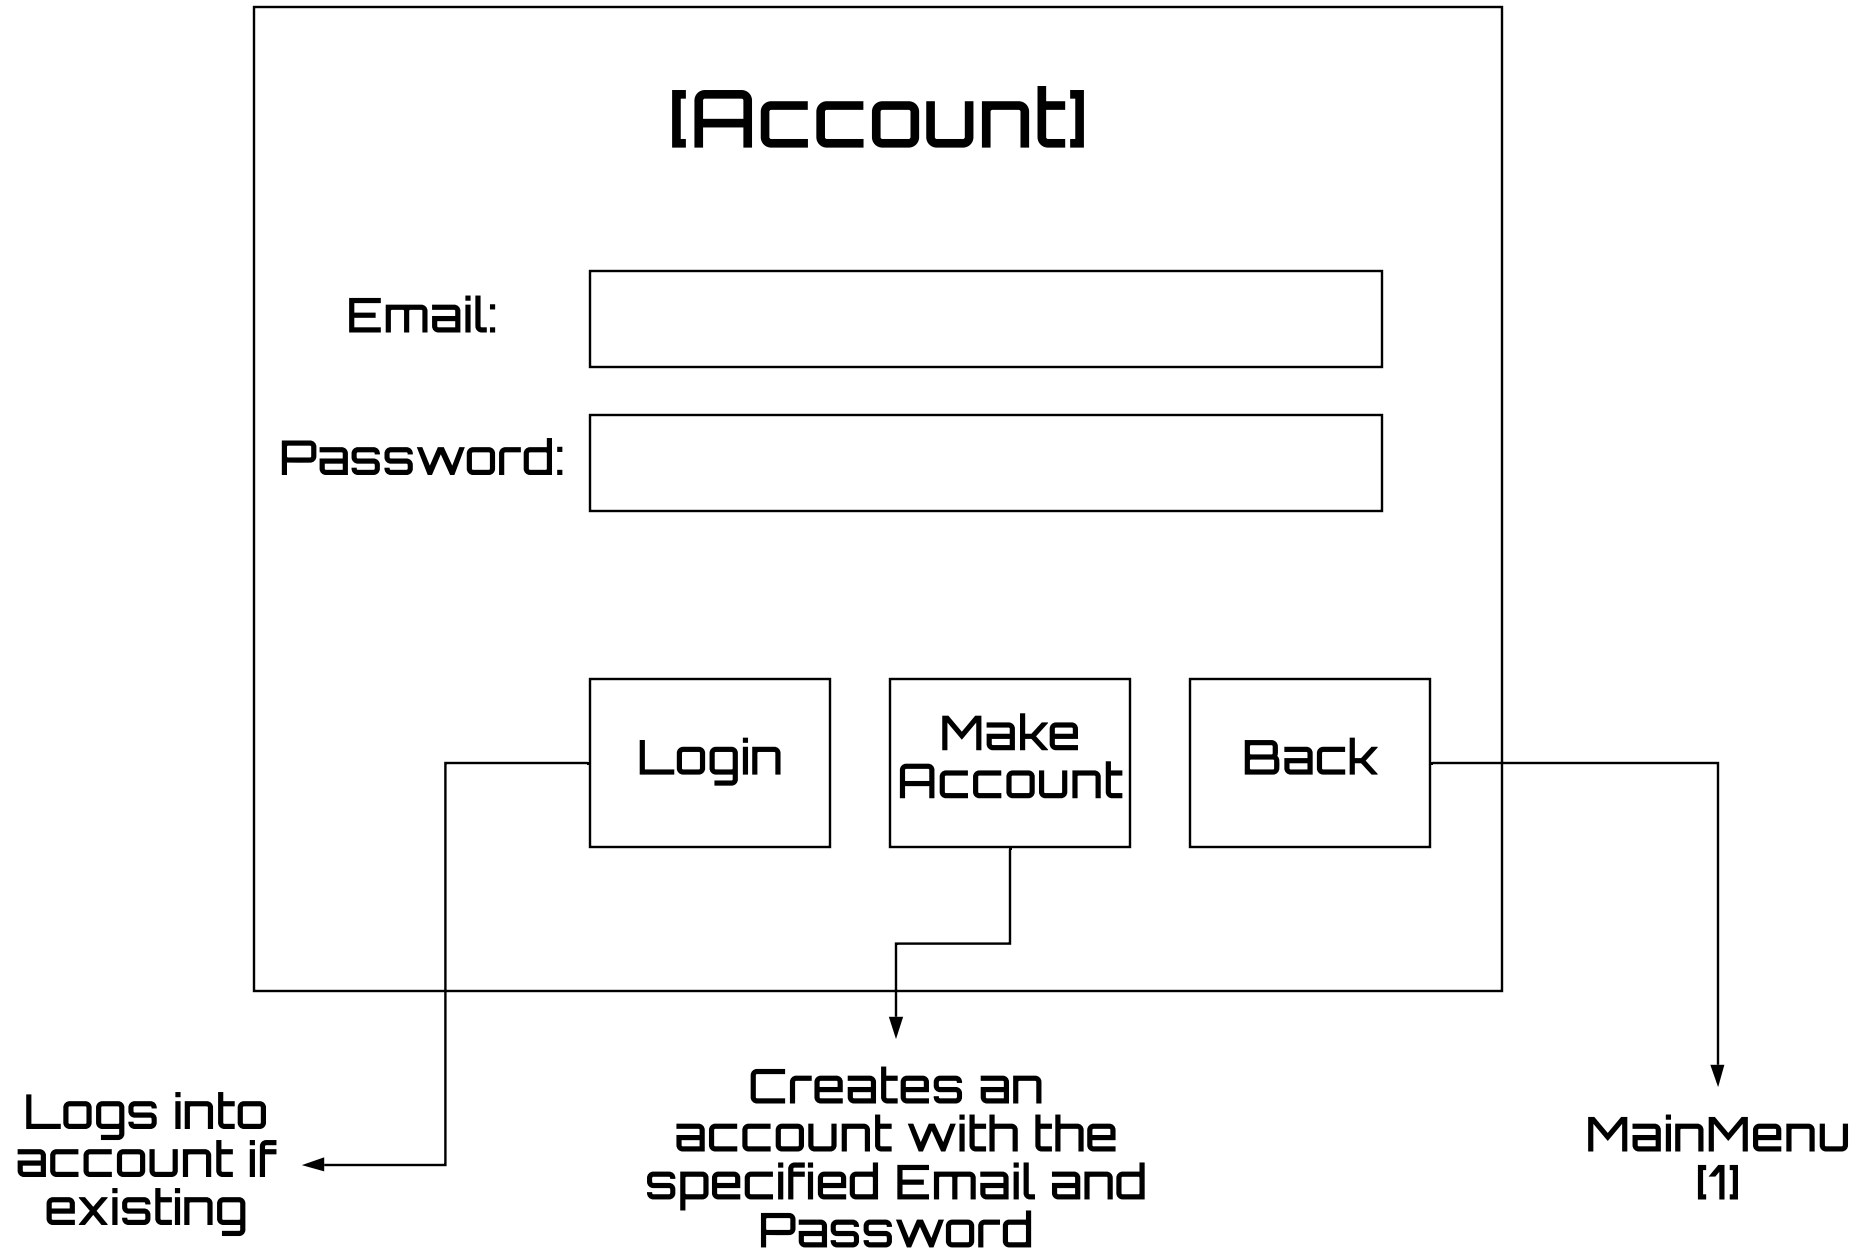 [Account]
Email:
Password:
Login
Make
Account
Back
Logs into
account if
existing
Creates an
account with the
specified Email and
Password
MainMenu
[1]